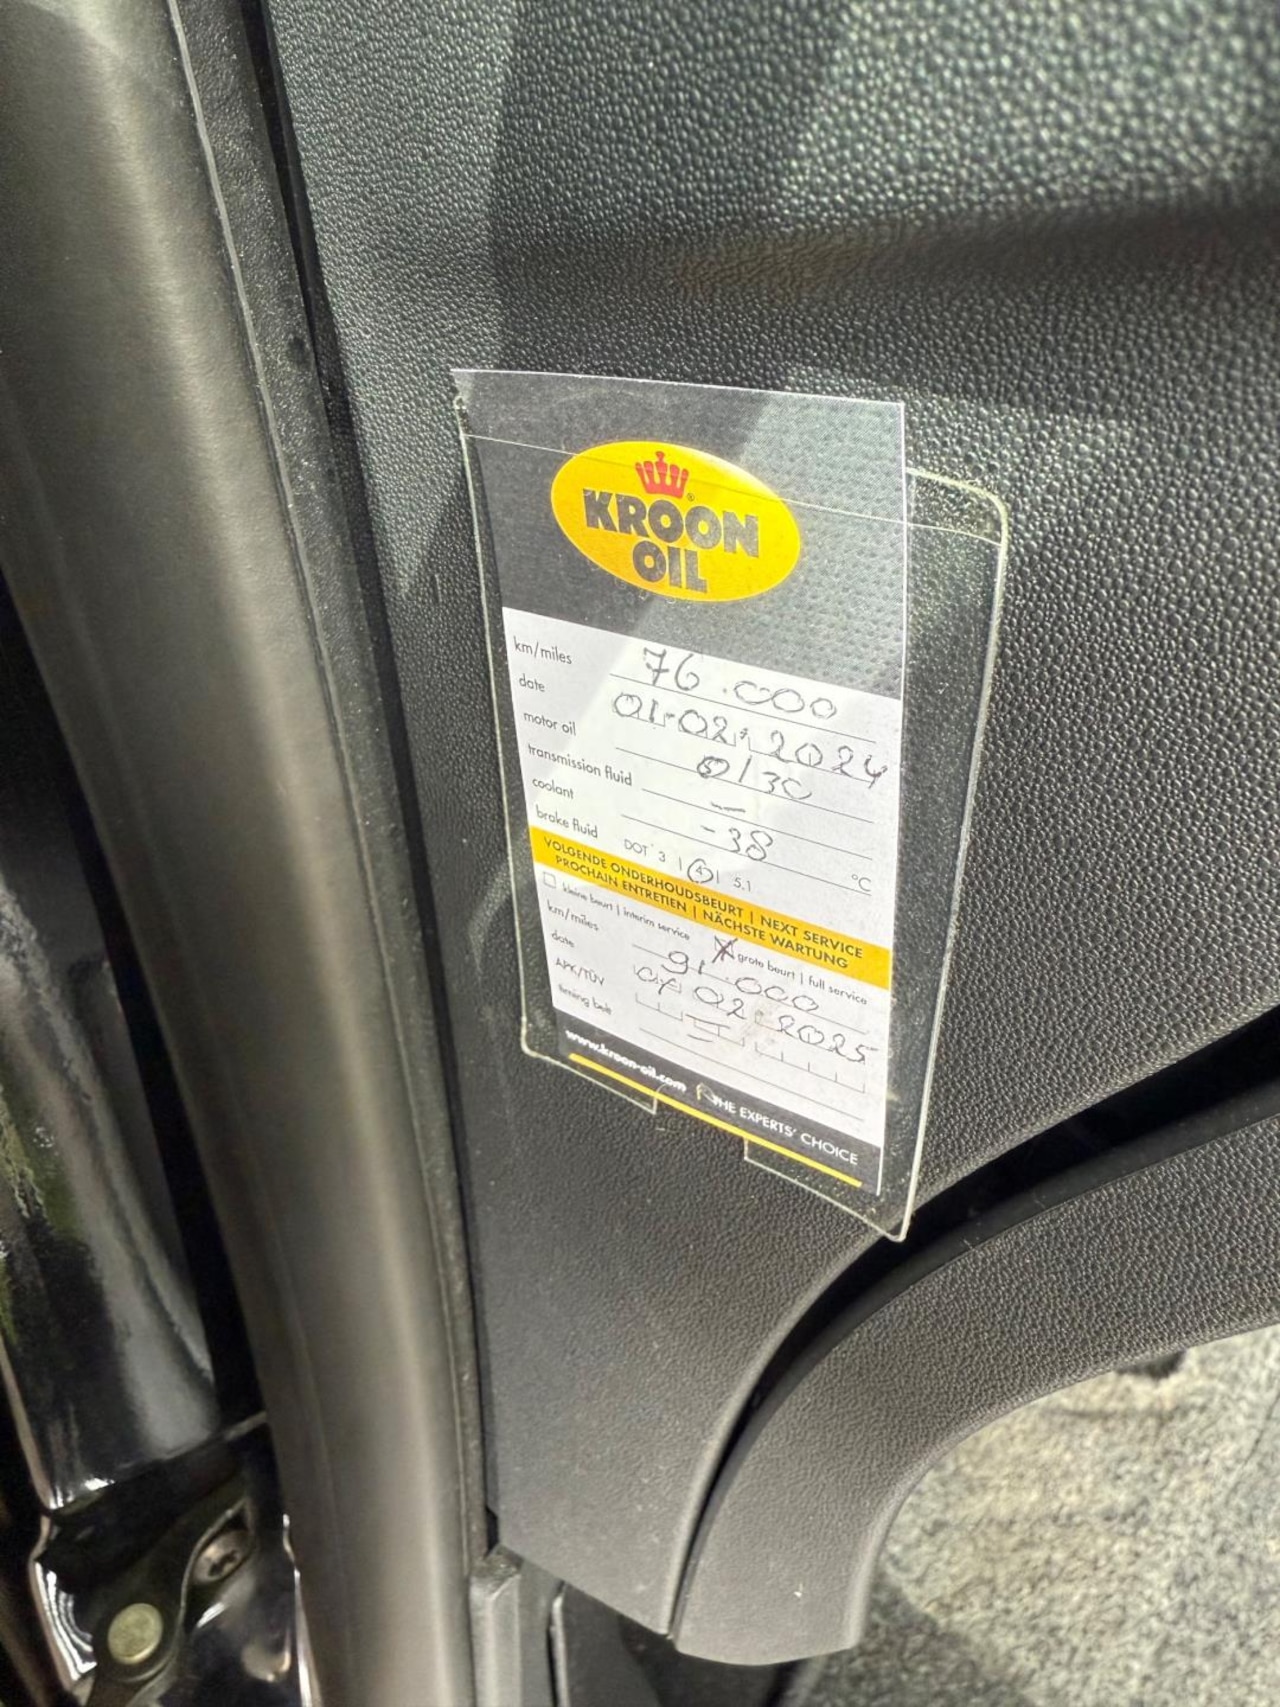 KROON
OIL
km/miles 76.000
date 01-02-2024
motor oil 0/30
transmission fluid -
coolant -38 °C
brake fluid DOT 3 | 4 | 5.1
VOLGENDE ONDERHOUDSBEURT | NEXT SERVICE
PROCHAIN ENTRETIEN | NÄCHSTE WARTUNG
kleine beurt | interim service X grote beurt | full service
km/miles 91.000
date 02-2025
APK/TÜV
timing belt
www.kroon-oil.com THE EXPERTS' CHOICE